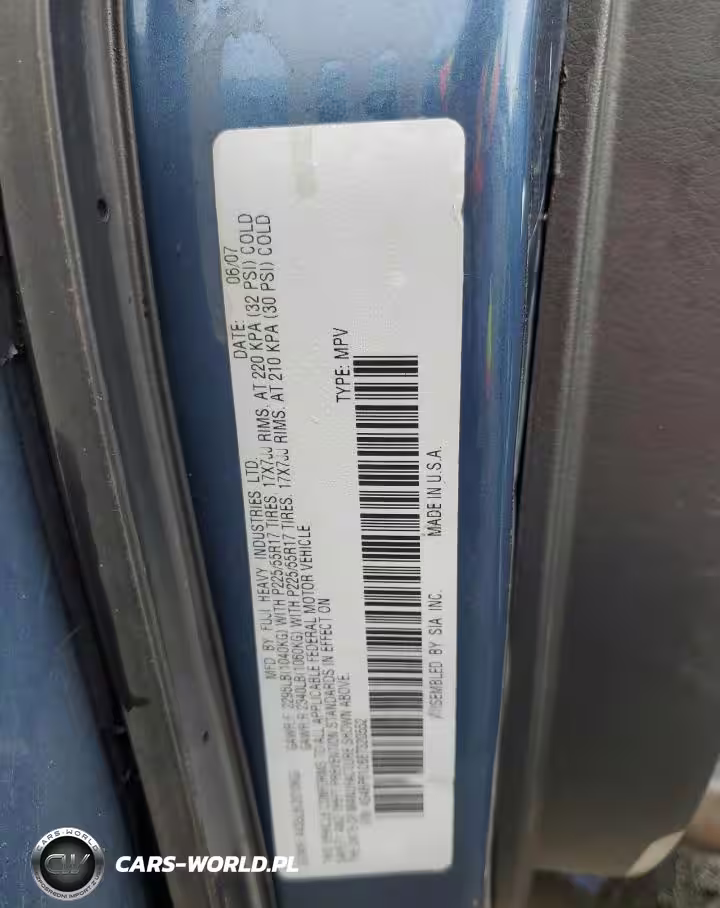 MFD BY FUJI HEAVY INDUSTRIES LTD. DATE: 06/07
GAWR-F 2295LB(1040KG) WITH P225/55R17 TIRES. 17X7JJ RIMS. AT 220 KPA (32 PSI) COLD
GAWR-R 2340LB(1060KG) WITH P225/55R17 TIRES. 17X7JJ RIMS. AT 210 KPA (30 PSI) COLD
THIS VEHICLE CONFORMS TO ALL APPLICABLE FEDERAL MOTOR VEHICLE
SAFETY AND THEFT PREVENTION STANDARDS IN EFFECT ON
THE DATE OF MANUFACTURE SHOWN ABOVE.
TYPE: MPV
ASSEMBLED BY SIA INC. MADE IN U.S.A.
CARS-WORLD
CW
CARS-WORLD.PL